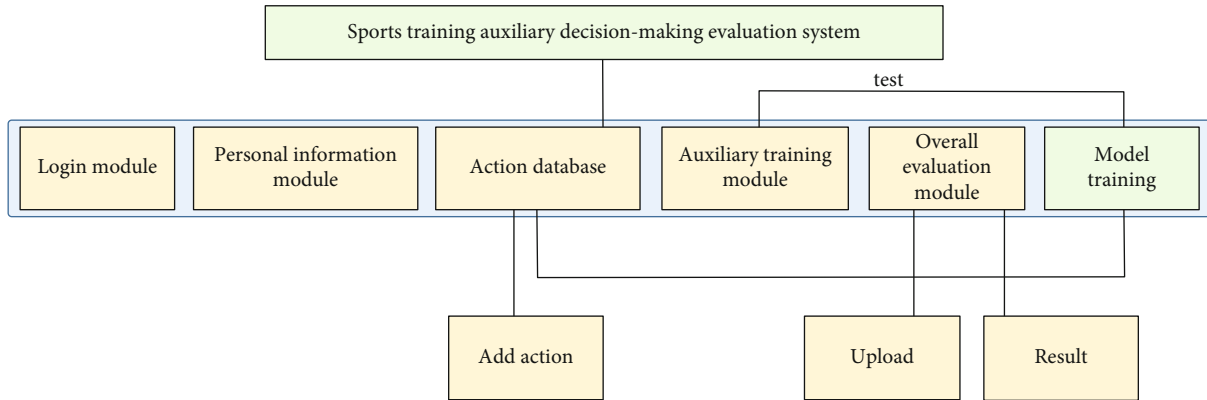 Sports training auxiliary decision-making evaluation system
test
Login module
Personal information
module
Action database
Auxiliary training
module
Overall
evaluation
module
Model
training
Add action
Upload
Result